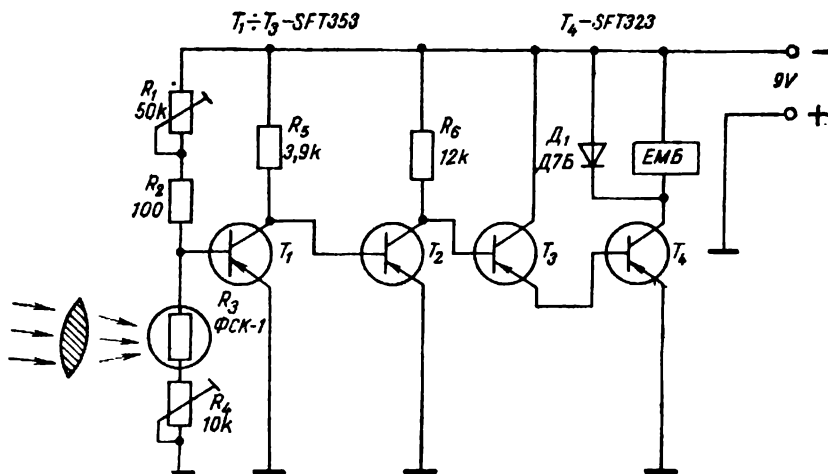 T₁÷T₃-SFT353
T₄-SFT323
R₁
50k
R₂
100
R₃
ФСК-1
R₄
10k
R₅
3,9k
R₆
12k
T₁
T₂
T₃
T₄
Д₁
Д7Б
ЕМБ
9V
−
+